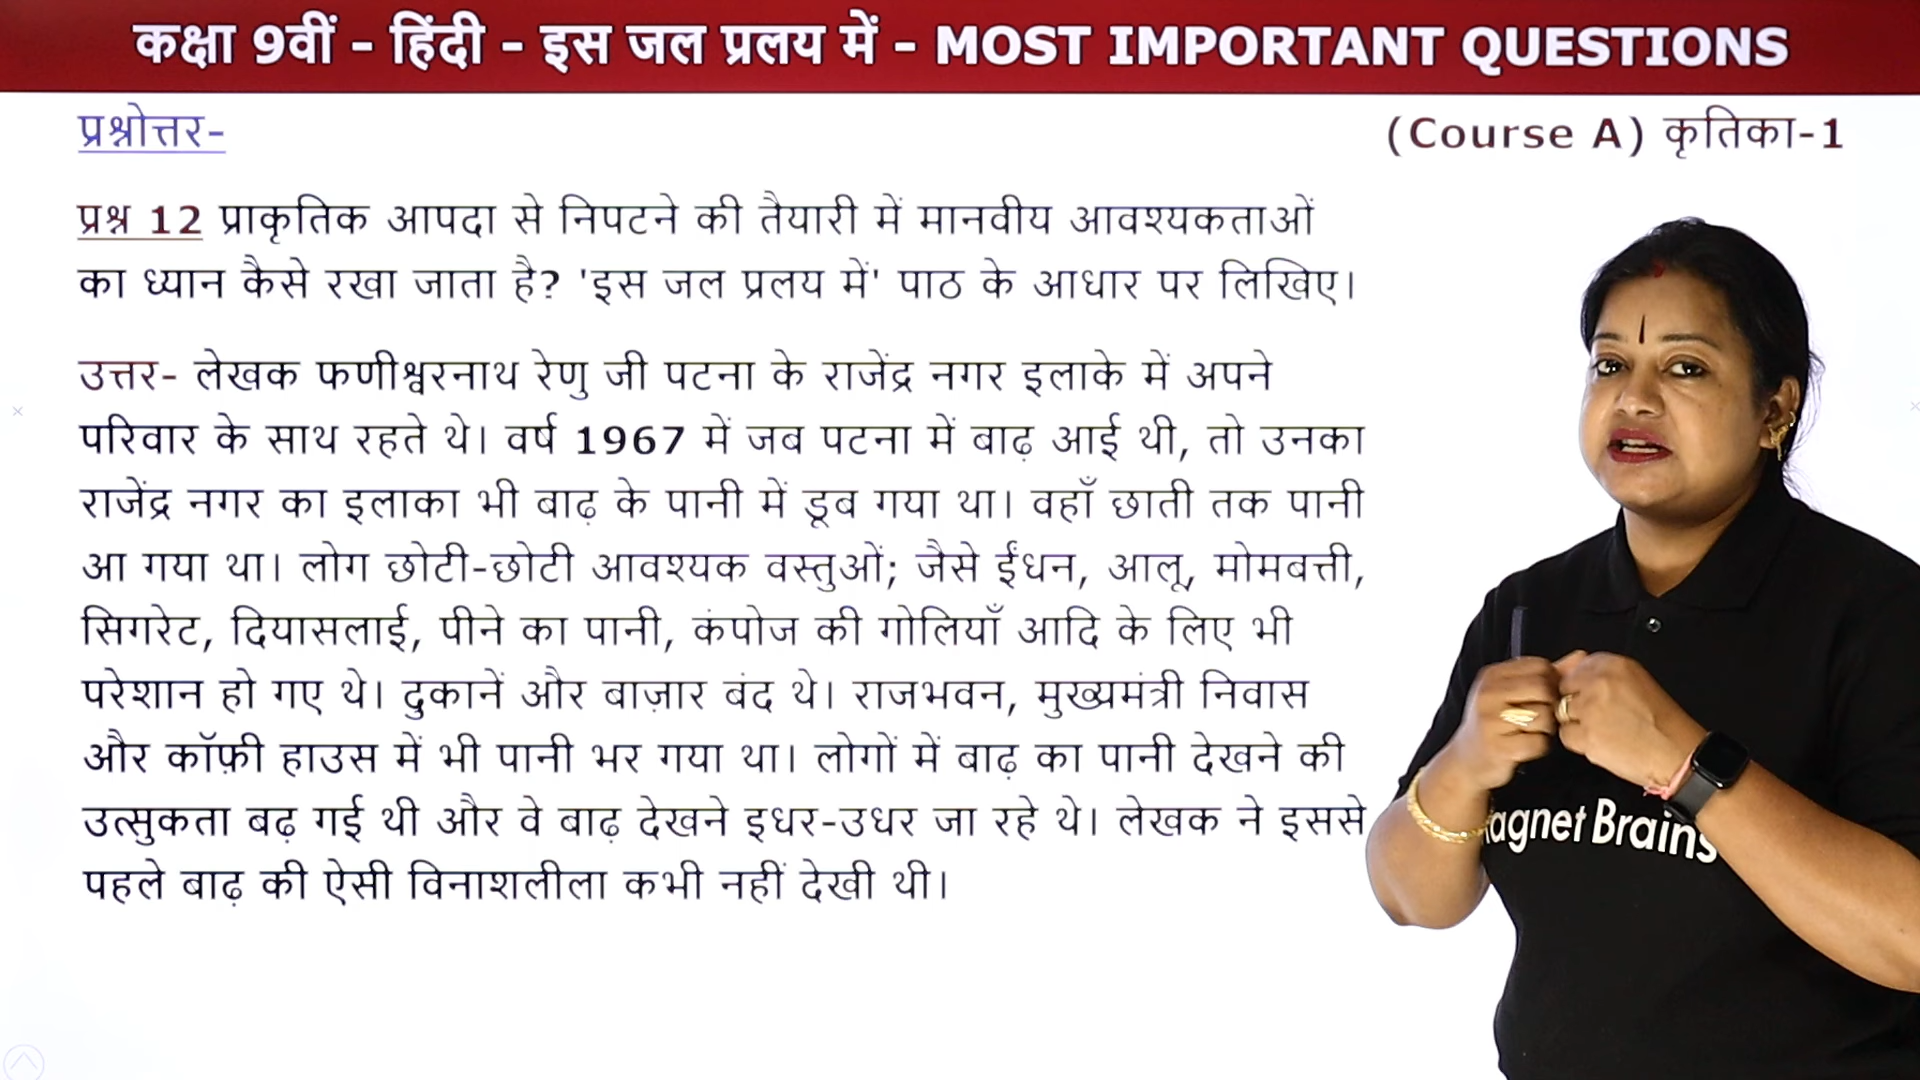 कक्षा 9वीं - हिंदी - इस जल प्रलय में - MOST IMPORTANT QUESTIONS
प्रश्नोत्तर-
(Course A) कृतिका-1
प्रश्न 12 प्राकृतिक आपदा से निपटने की तैयारी में मानवीय आवश्यकताओं
का ध्यान कैसे रखा जाता है? 'इस जल प्रलय में' पाठ के आधार पर लिखिए।
उत्तर- लेखक फणीश्वरनाथ रेणु जी पटना के राजेंद्र नगर इलाके में अपने
परिवार के साथ रहते थे। वर्ष 1967 में जब पटना में बाढ़ आई थी, तो उनका
राजेंद्र नगर का इलाका भी बाढ़ के पानी में डूब गया था। वहाँ छाती तक पानी
आ गया था। लोग छोटी-छोटी आवश्यक वस्तुओं; जैसे ईंधन, आलू, मोमबत्ती,
सिगरेट, दियासलाई, पीने का पानी, कंपोज की गोलियाँ आदि के लिए भी
परेशान हो गए थे। दुकानें और बाज़ार बंद थे। राजभवन, मुख्यमंत्री निवास
और कॉफ़ी हाउस में भी पानी भर गया था। लोगों में बाढ़ का पानी देखने की
उत्सुकता बढ़ गई थी और वे बाढ़ देखने इधर-उधर जा रहे थे। लेखक ने इससे
पहले बाढ़ की ऐसी विनाशलीला कभी नहीं देखी थी।
agnet Brains